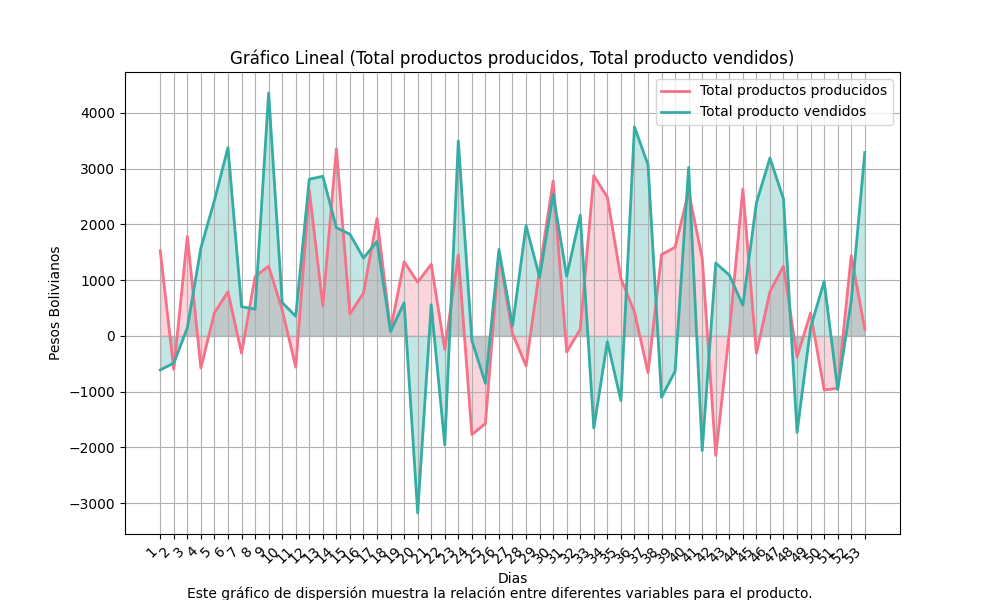 Gráfico Lineal (Total productos producidos, Total producto vendidos)
Total productos producidos
Total producto vendidos
Pesos Bolivianos
4000
3000
2000
1000
0
−1000
−2000
−3000
1 2 3 4 5 6 7 8 9 10 11 12 13 14 15 16 17 18 19 20 21 22 23 24 25 26 27 28 29 30 31 32 33 34 35 36 37 38 39 40 41 42 43 44 45 46 47 48 49 50 51 52 53
Dias
Este gráfico de dispersión muestra la relación entre diferentes variables para el producto.